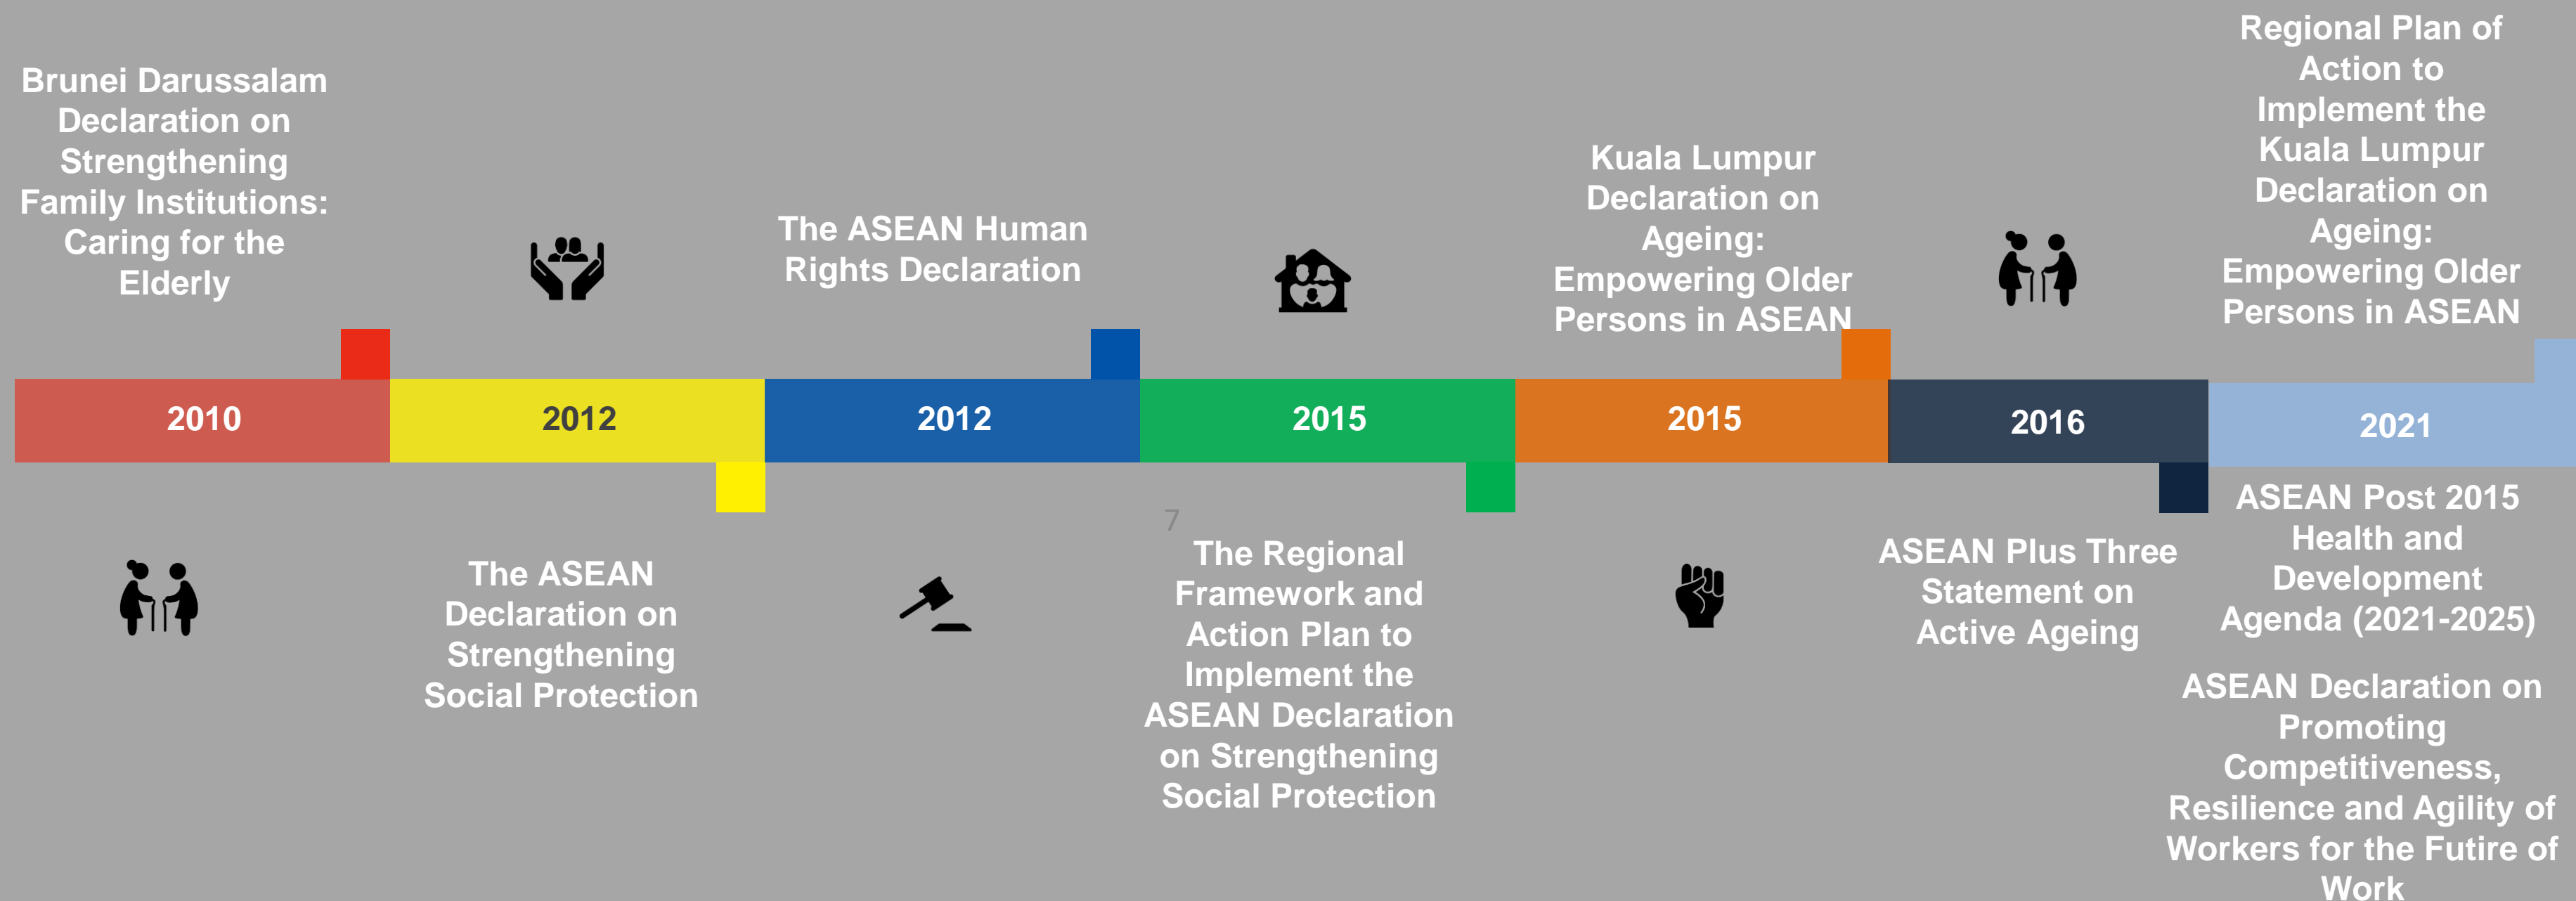 Brunei Darussalam
Declaration on
Strengthening
Family Institutions:
Caring for the
Elderly
The ASEAN Human
Rights Declaration
Kuala Lumpur
Declaration on
Ageing:
Empowering Older
Persons in ASEAN
Regional Plan of
Action to
Implement the
Kuala Lumpur
Declaration on
Ageing:
Empowering Older
Persons in ASEAN
2010
2012
2012
2015
2015
2016
2021
7
The ASEAN
Declaration on
Strengthening
Social Protection
The Regional
Framework and
Action Plan to
Implement the
ASEAN Declaration
on Strengthening
Social Protection
ASEAN Plus Three
Statement on
Active Ageing
ASEAN Post 2015
Health and
Development
Agenda (2021-2025)
ASEAN Declaration on
Promoting
Competitiveness,
Resilience and Agility of
Workers for the Futire of
Work